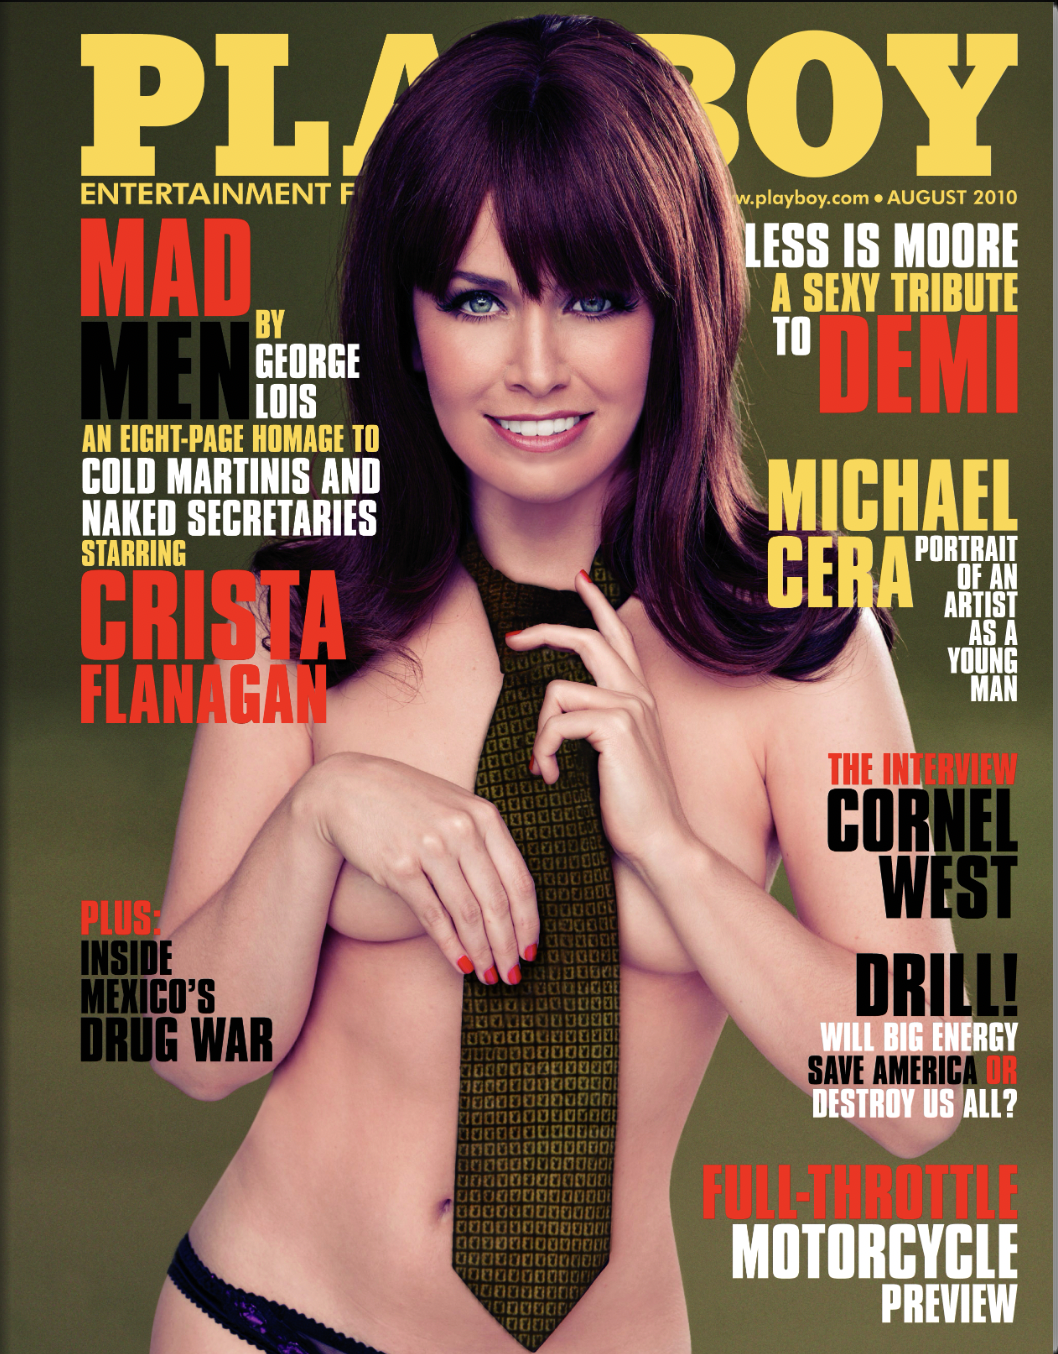 PLAYBOY
ENTERTAINMENT F
w.playboy.com • AUGUST 2010
MAD
MEN
BY
GEORGE
LOIS
AN EIGHT-PAGE HOMAGE TO
COLD MARTINIS AND
NAKED SECRETARIES
STARRING
CRISTA
FLANAGAN
PLUS:
INSIDE
MEXICO'S
DRUG WAR
LESS IS MOORE
A SEXY TRIBUTE
TO DEMI
MICHAEL
CERA
PORTRAIT
OF AN
ARTIST
AS A
YOUNG
MAN
THE INTERVIEW
CORNEL
WEST
DRILL!
WILL BIG ENERGY
SAVE AMERICA OR
DESTROY US ALL?
FULL-THROTTLE
MOTORCYCLE
PREVIEW